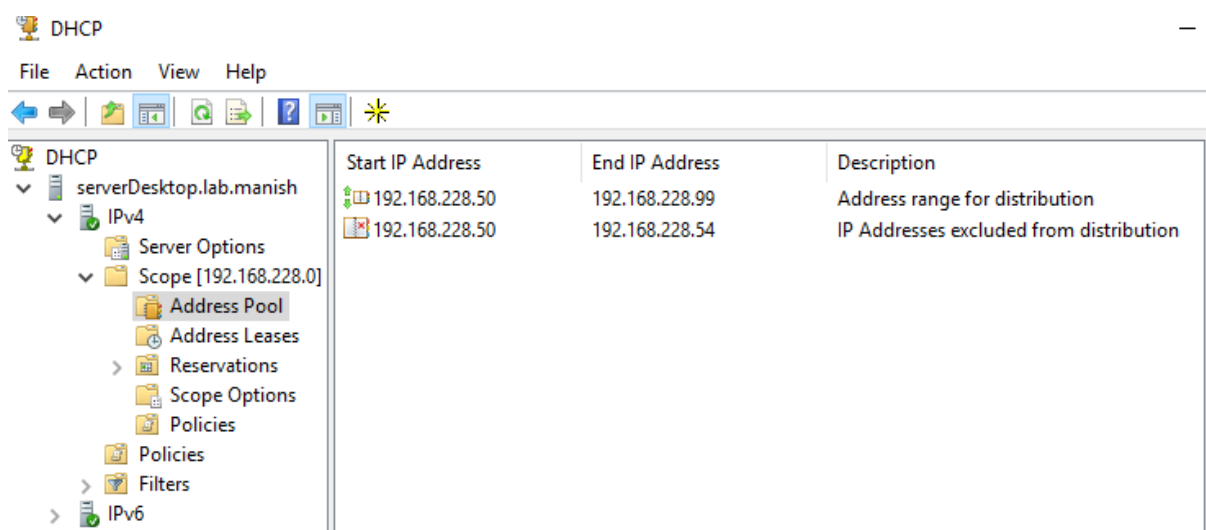 DHCP
File Action View Help
DHCP
serverDesktop.lab.manish
IPv4
Server Options
Scope [192.168.228.0]
Address Pool
Address Leases
Reservations
Scope Options
Policies
Policies
Filters
IPv6
Start IP Address End IP Address Description
192.168.228.50 192.168.228.99 Address range for distribution
192.168.228.50 192.168.228.54 IP Addresses excluded from distribution